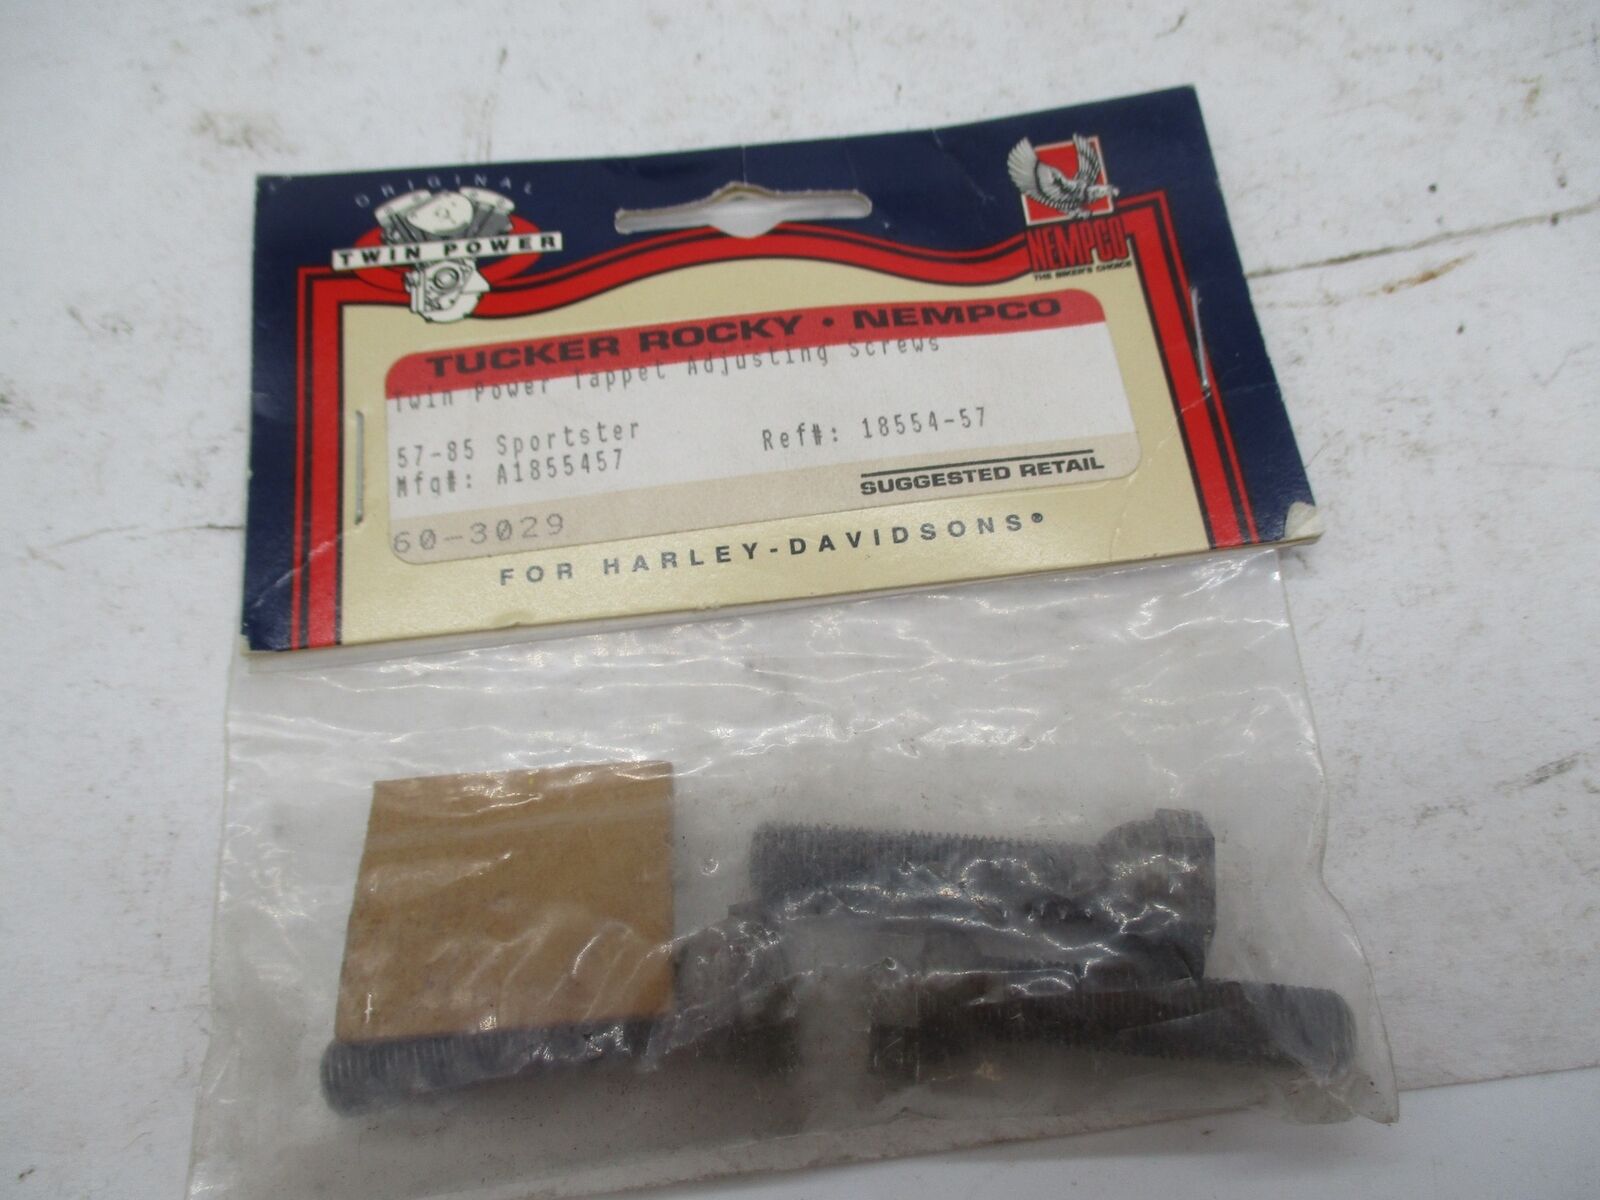 ORIGINAL
TWIN POWER
NEMPCO
THE BIKER'S CHOICE
TUCKER ROCKY • NEMPCO
Twin Power Tappet Adjusting Screws
57-85 Sportster
Ref#: 18554-57
Mfg#: A1855457
SUGGESTED RETAIL
60-3029
FOR HARLEY-DAVIDSONS®